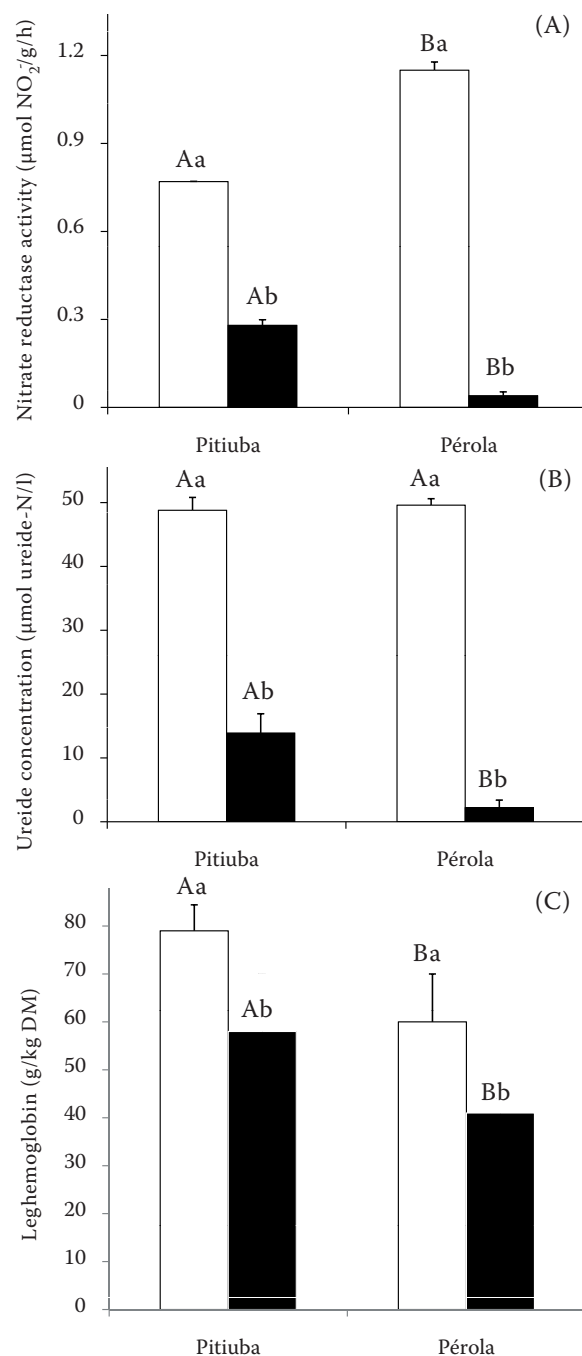 (A)
Nitrate reductase activity (µmol NO₂⁻/g/h)
1.2
0.9
0.6
0.3
0
Aa
Ab
Ba
Bb
Pitiuba
Pérola
(B)
Ureide concentration (µmol ureide-N/l)
50
40
30
20
10
0
Aa
Ab
Aa
Bb
Pitiuba
Pérola
(C)
Leghemoglobin (g/kg DM)
80
70
60
50
40
30
20
10
0
Aa
Ab
Ba
Bb
Pitiuba
Pérola